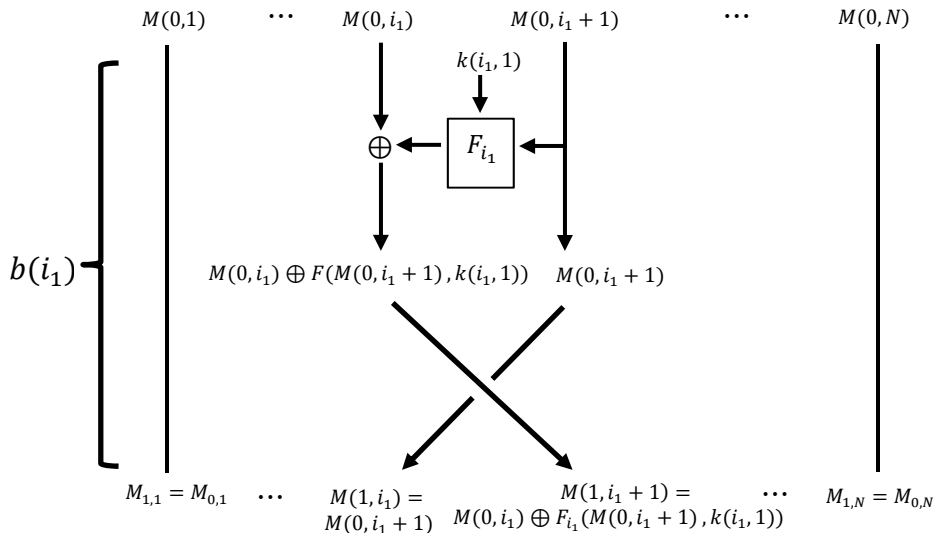 M(0,1) ⋯ M(0,i₁) M(0,i₁ + 1) ⋯ M(0,N)
k(i₁,1)
⊕ F_{i₁}
b(i₁)
M(0,i₁) ⊕ F(M(0,i₁ + 1) ,k(i₁,1)) M(0,i₁ + 1)
M_{1,1} = M_{0,1} ⋯ M(1,i₁) = M(1,i₁ + 1) = ⋯ M_{1,N} = M_{0,N}
M(0,i₁ + 1) M(0,i₁) ⊕ F_{i₁}(M(0,i₁ + 1) ,k(i₁,1))